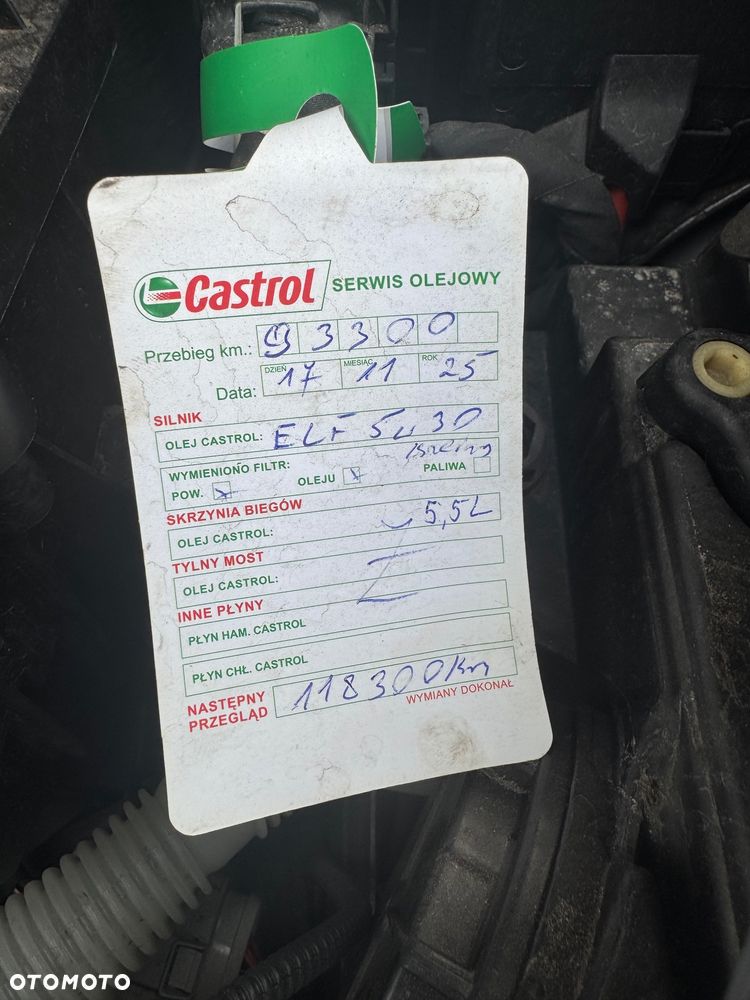 Castrol SERWIS OLEJOWY
Przebieg km.: 93300
Data: DZIEŃ 17 MIESIĄC 11 ROK 25
SILNIK
OLEJ CASTROL: ELF 5W30
WYMIENIONO FILTR:
POW. x OLEJU x PALIWA
SKRZYNIA BIEGÓW
OLEJ CASTROL: 5,5L
TYLNY MOST
OLEJ CASTROL:
INNE PŁYNY
PŁYN HAM. CASTROL
PŁYN CHŁ. CASTROL
NASTĘPNY PRZEGLĄD 118300km
WYMIANY DOKONAŁ
OTOMOTO